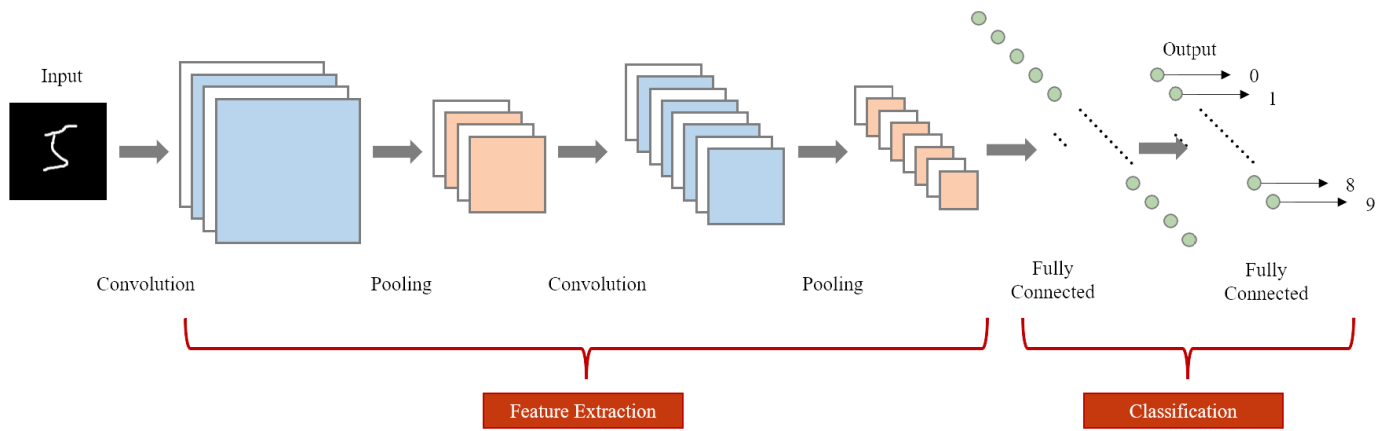 Input
Output
0
1
8
9
Convolution
Pooling
Convolution
Pooling
Fully
Connected
Fully
Connected
Feature Extraction
Classification